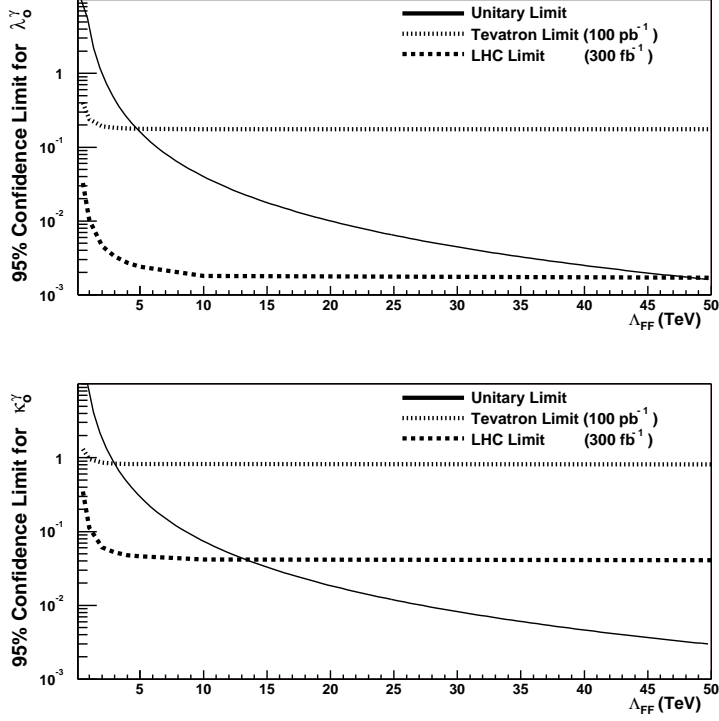 95% Confidence Limit for λ₀^γ
Unitary Limit
Tevatron Limit (100 pb⁻¹)
LHC Limit (300 fb⁻¹)
1
10⁻¹
10⁻²
10⁻³
5 10 15 20 25 30 35 40 45 50
Λ_FF (TeV)
95% Confidence Limit for κ₀^γ
Unitary Limit
Tevatron Limit (100 pb⁻¹)
LHC Limit (300 fb⁻¹)
1
10⁻¹
10⁻²
10⁻³
5 10 15 20 25 30 35 40 45 50
Λ_FF (TeV)